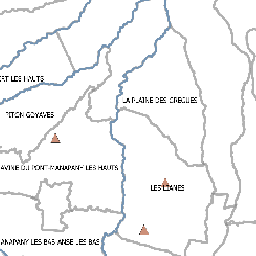 RT LES HAUTS
LA PLAINE DES GREGUES
PITON GOYAVES
RAVINE DU PONT-MANAPANY LES HAUTS
LES LIANES
MANAPANY LES BAS ANSE LES BAS